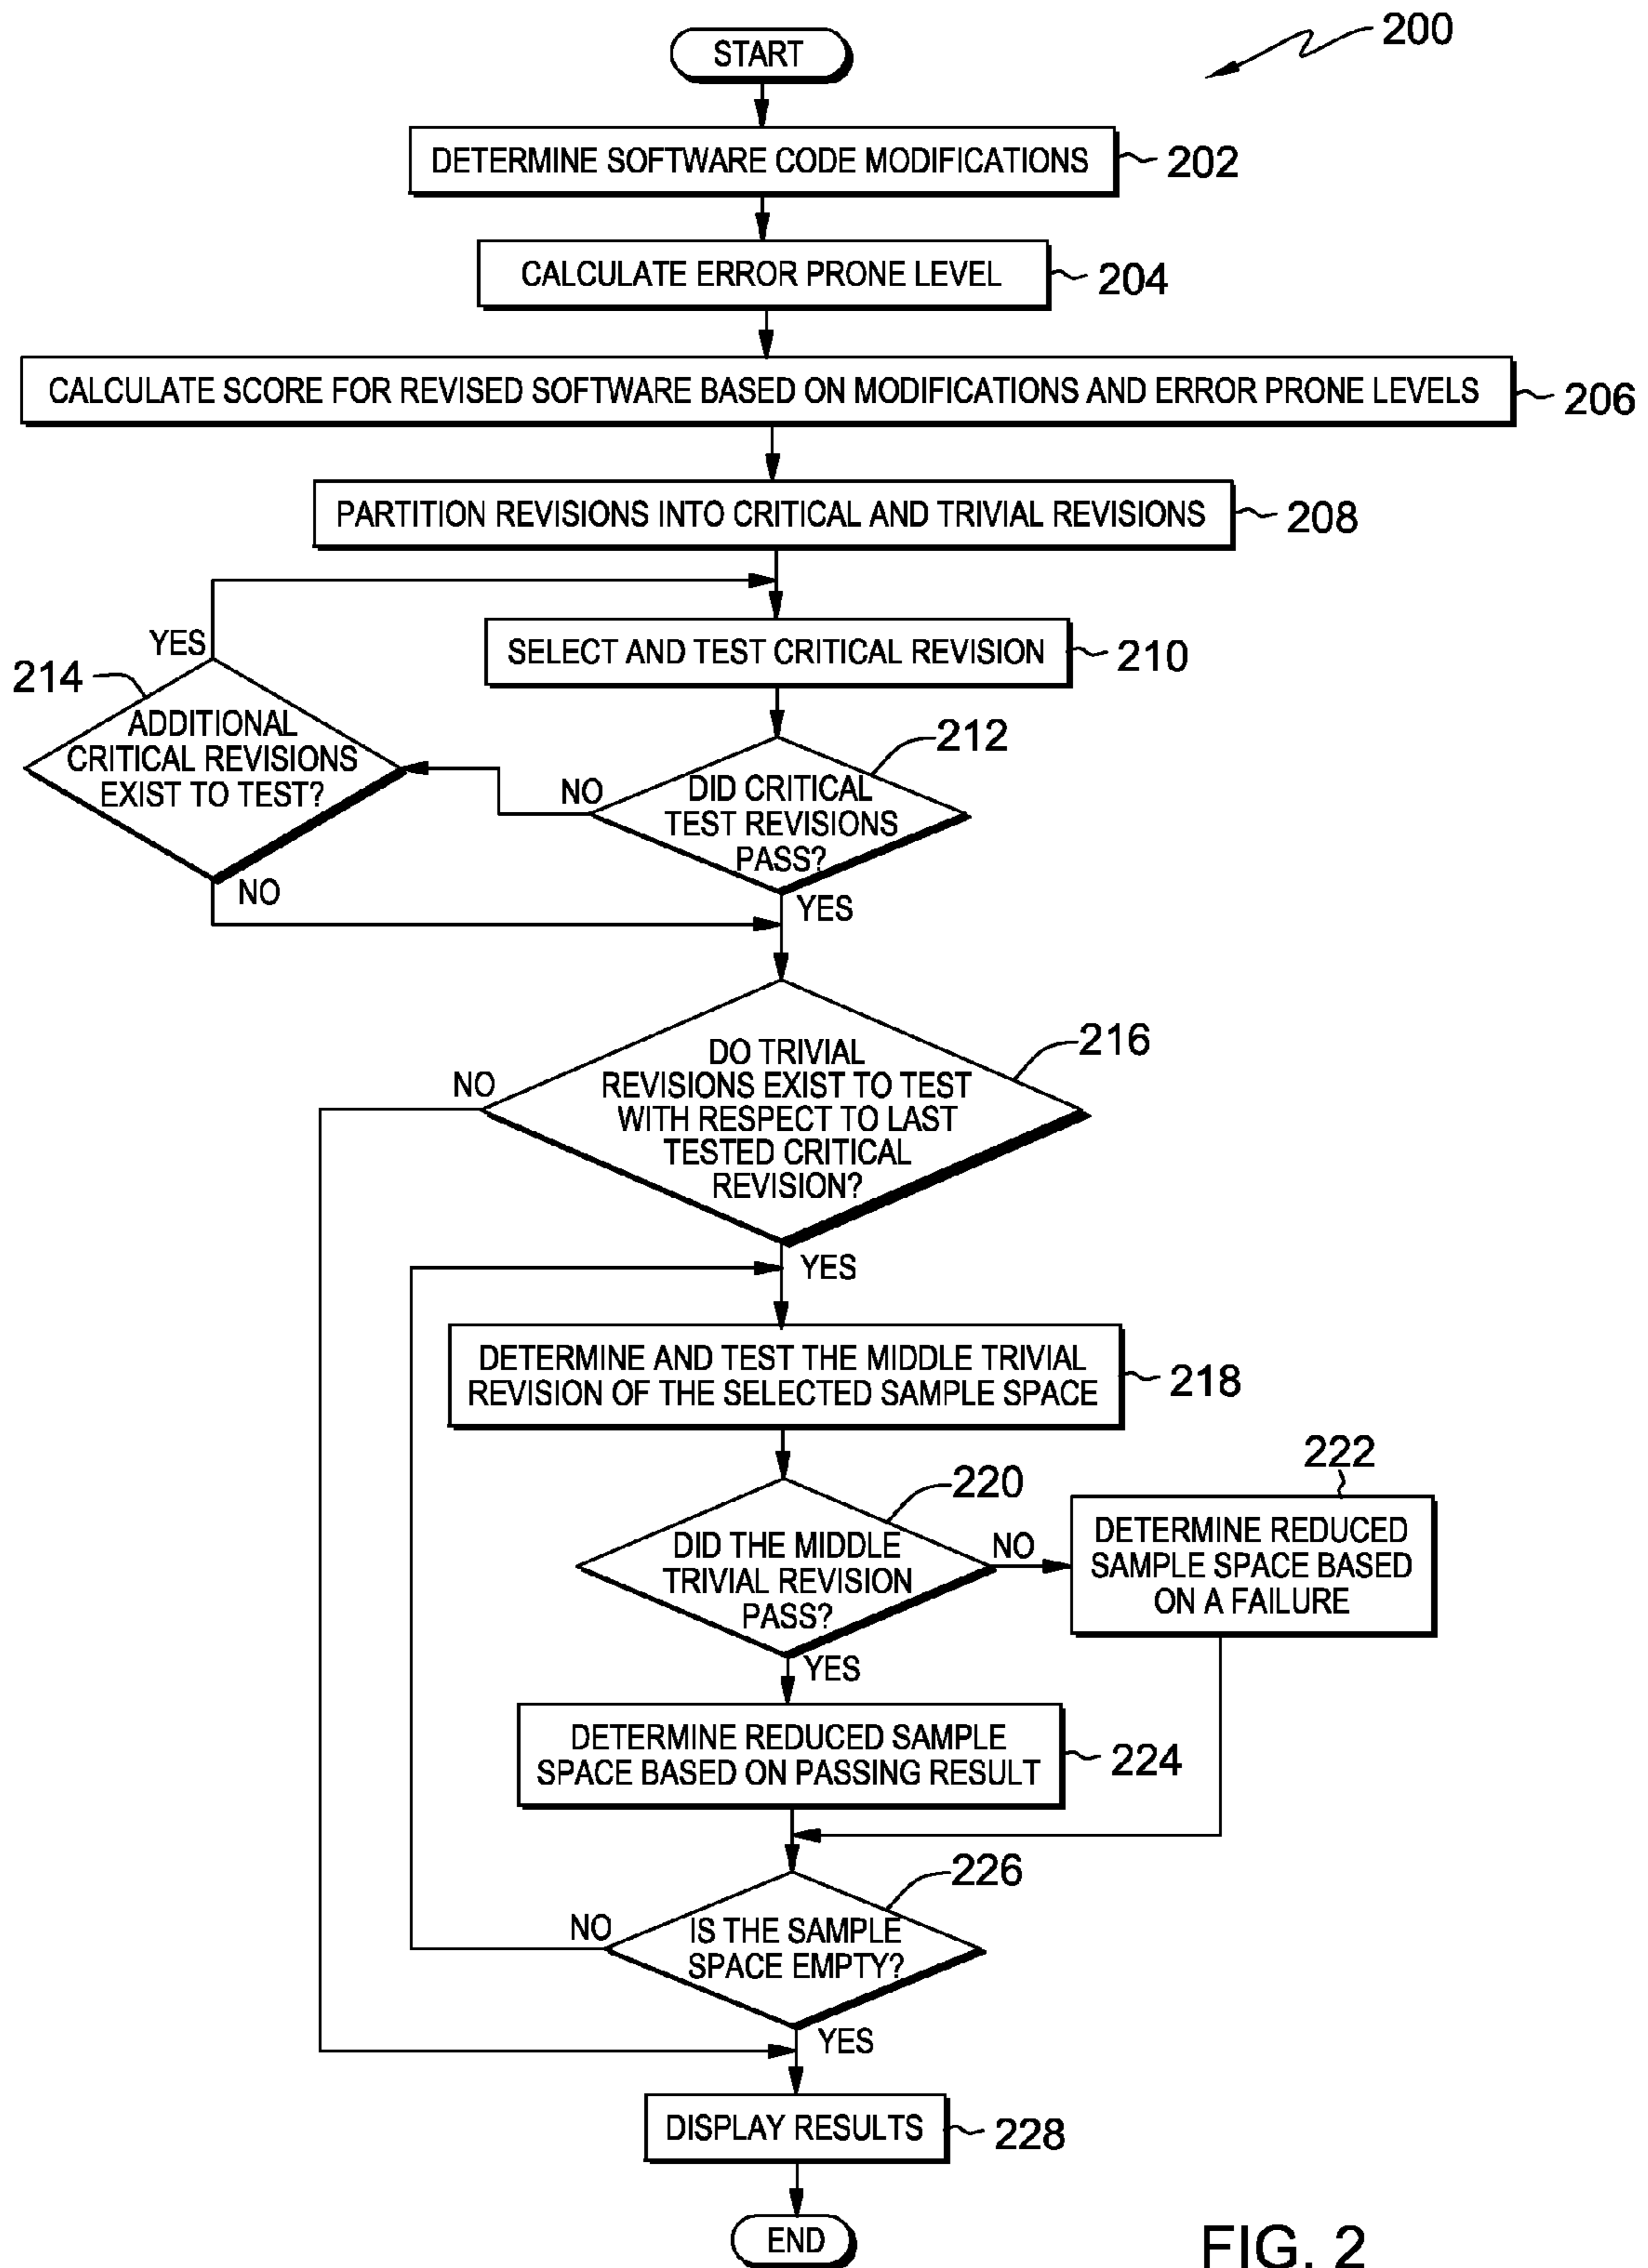 200
START
DETERMINE SOFTWARE CODE MODIFICATIONS
202
CALCULATE ERROR PRONE LEVEL
204
CALCULATE SCORE FOR REVISED SOFTWARE BASED ON MODIFICATIONS AND ERROR PRONE LEVELS
206
PARTITION REVISIONS INTO CRITICAL AND TRIVIAL REVISIONS
208
YES
SELECT AND TEST CRITICAL REVISION
210
214
ADDITIONAL
CRITICAL REVISIONS
EXIST TO TEST?
NO
212
NO
DID CRITICAL
TEST REVISIONS
PASS?
YES
216
NO
DO TRIVIAL
REVISIONS EXIST TO TEST
WITH RESPECT TO LAST
TESTED CRITICAL
REVISION?
YES
DETERMINE AND TEST THE MIDDLE TRIVIAL
REVISION OF THE SELECTED SAMPLE SPACE
218
220
DID THE MIDDLE
TRIVIAL REVISION
PASS?
NO
222
DETERMINE REDUCED
SAMPLE SPACE BASED
ON A FAILURE
YES
DETERMINE REDUCED SAMPLE
SPACE BASED ON PASSING RESULT
224
226
NO
IS THE SAMPLE
SPACE EMPTY?
YES
DISPLAY RESULTS
228
END
FIG. 2